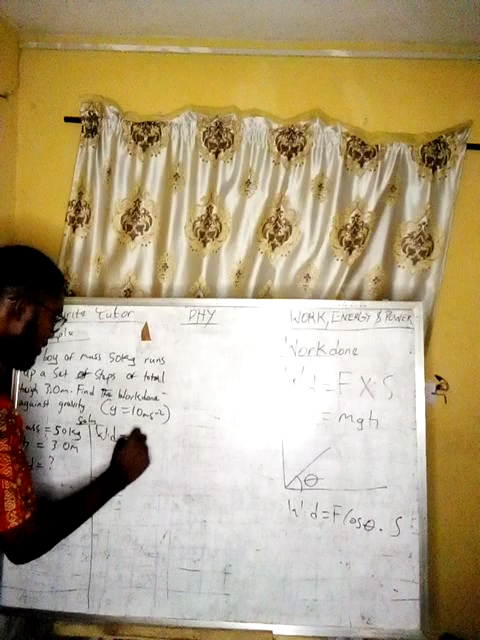 Tutor
PHY
WORK, ENERGY & POWER
boy of mass 50kg runs
up a set of steps of total
3.0m. Find the workdone
against gravity (g = 10ms-2)
Soln
mass = 50kg
h = 3.0m
= ?
W.d =
Workdone
W.d = F x S
= mgh
θ
W.d = F Cosθ . S